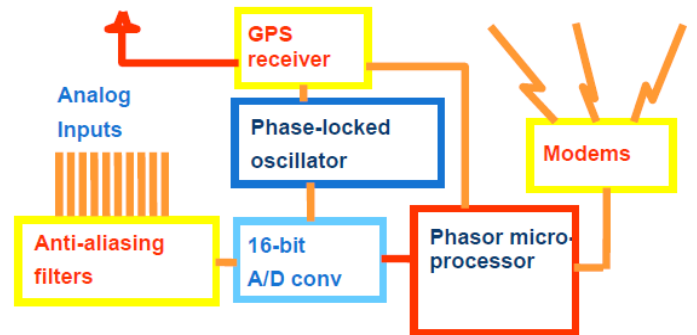 GPS
receiver
Analog
Inputs
Phase-locked
oscillator
Modems
Anti-aliasing
filters
16-bit
A/D conv
Phasor micro-
processor